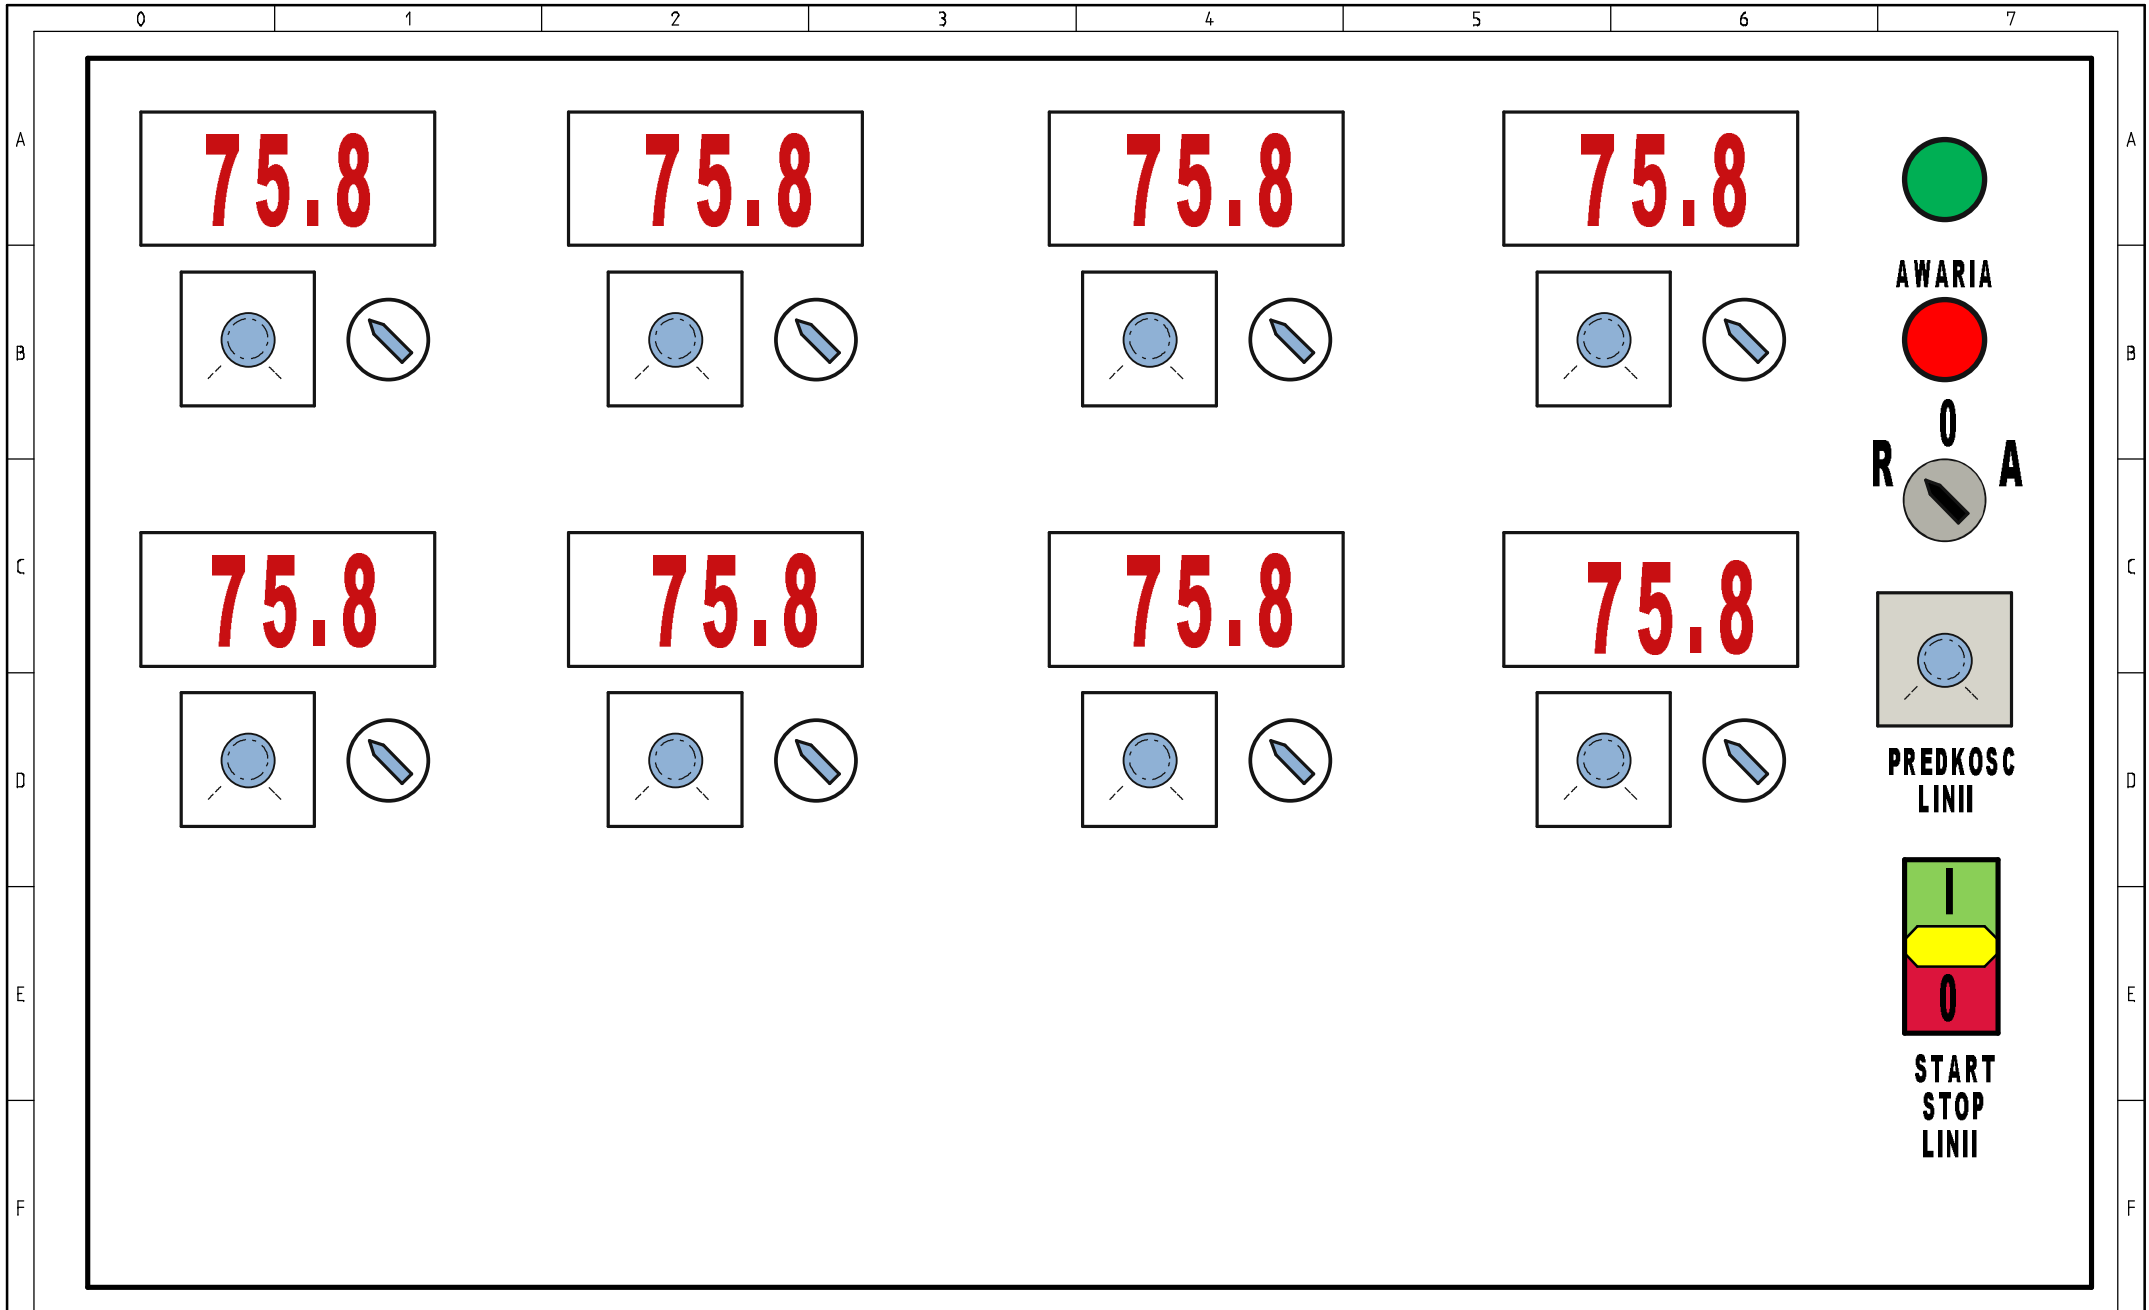 0 1 2 3 4 5 6 7
A A
75.8 75.8 75.8 75.8
AWARIA
B B
0
R A
C C
75.8 75.8 75.8 75.8
PREDKOSC
LINII
D D
I
E E
0
START
STOP
LINII
F F